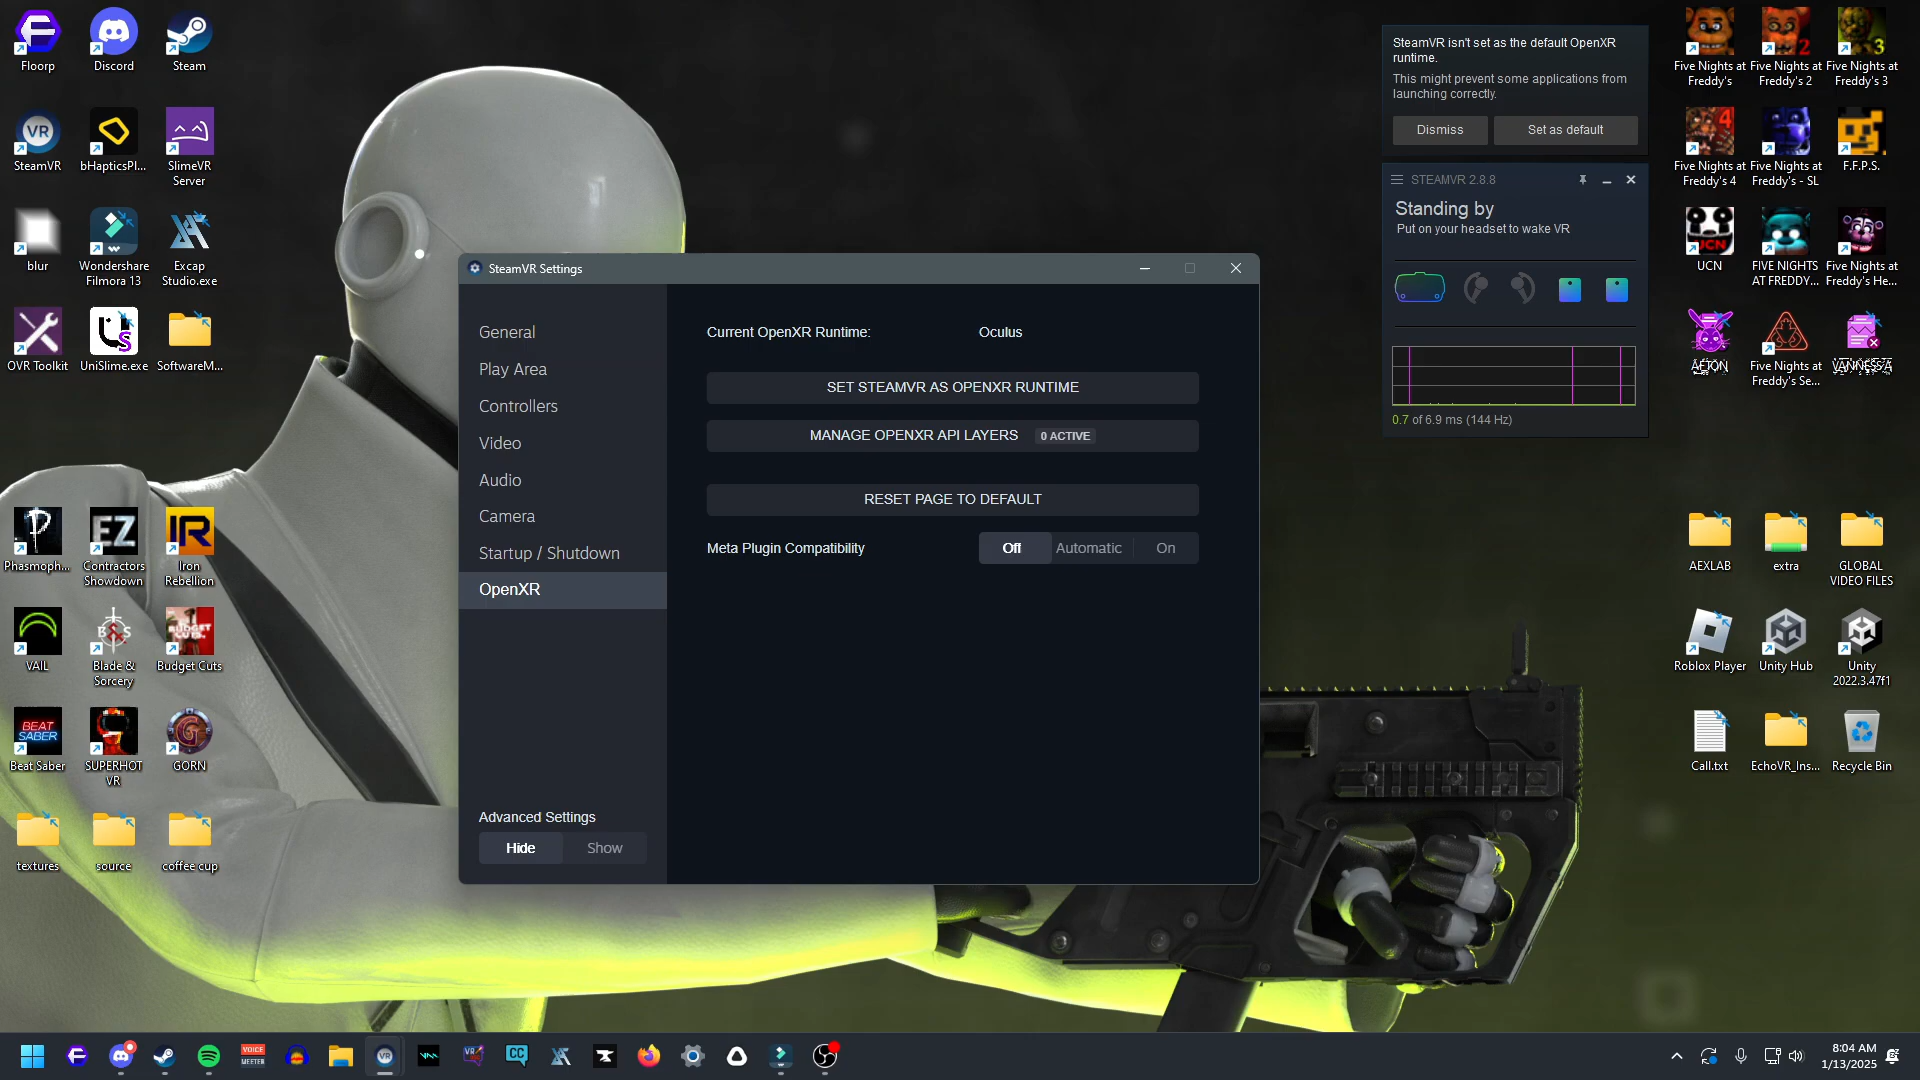 Floorp
Discord
Steam
SteamVR
bHapticsPl...
SlimeVR
Server
blur
Wondershare
Filmora 13
Excap
Studio.exe
OVR Toolkit
UniSlime.exe
SoftwareM...
Phasmoph...
Contractors
Showdown
Iron
Rebellion
VAIL
Blade &
Sorcery
Budget Cuts
Beat Saber
SUPERHOT
VR
GORN
textures
source
coffee cup
SteamVR Settings
General
Play Area
Controllers
Video
Audio
Camera
Startup / Shutdown
OpenXR
Advanced Settings
Hide
Show
Current OpenXR Runtime:
Oculus
SET STEAMVR AS OPENXR RUNTIME
MANAGE OPENXR API LAYERS
0 ACTIVE
RESET PAGE TO DEFAULT
Meta Plugin Compatibility
Off
Automatic
On
SteamVR isn't set as the default OpenXR
runtime.
This might prevent some applications from
launching correctly.
Dismiss
Set as default
STEAMVR 2.8.8
Standing by
Put on your headset to wake VR
0.7 of 6.9 ms (144 Hz)
Five Nights at
Freddy's
Five Nights at
Freddy's 2
Five Nights at
Freddy's 3
Five Nights at
Freddy's 4
Five Nights at
Freddy's - SL
F.F.P.S.
UCN
FIVE NIGHTS
AT FREDDY...
Five Nights at
Freddy's He...
AFTON
Five Nights at
Freddy's Se...
VANNESSA
AEXLAB
extra
GLOBAL
VIDEO FILES
Roblox Player
Unity Hub
Unity
2022.3.47f1
Call.txt
EchoVR_Ins...
Recycle Bin
8:04 AM
1/13/2025